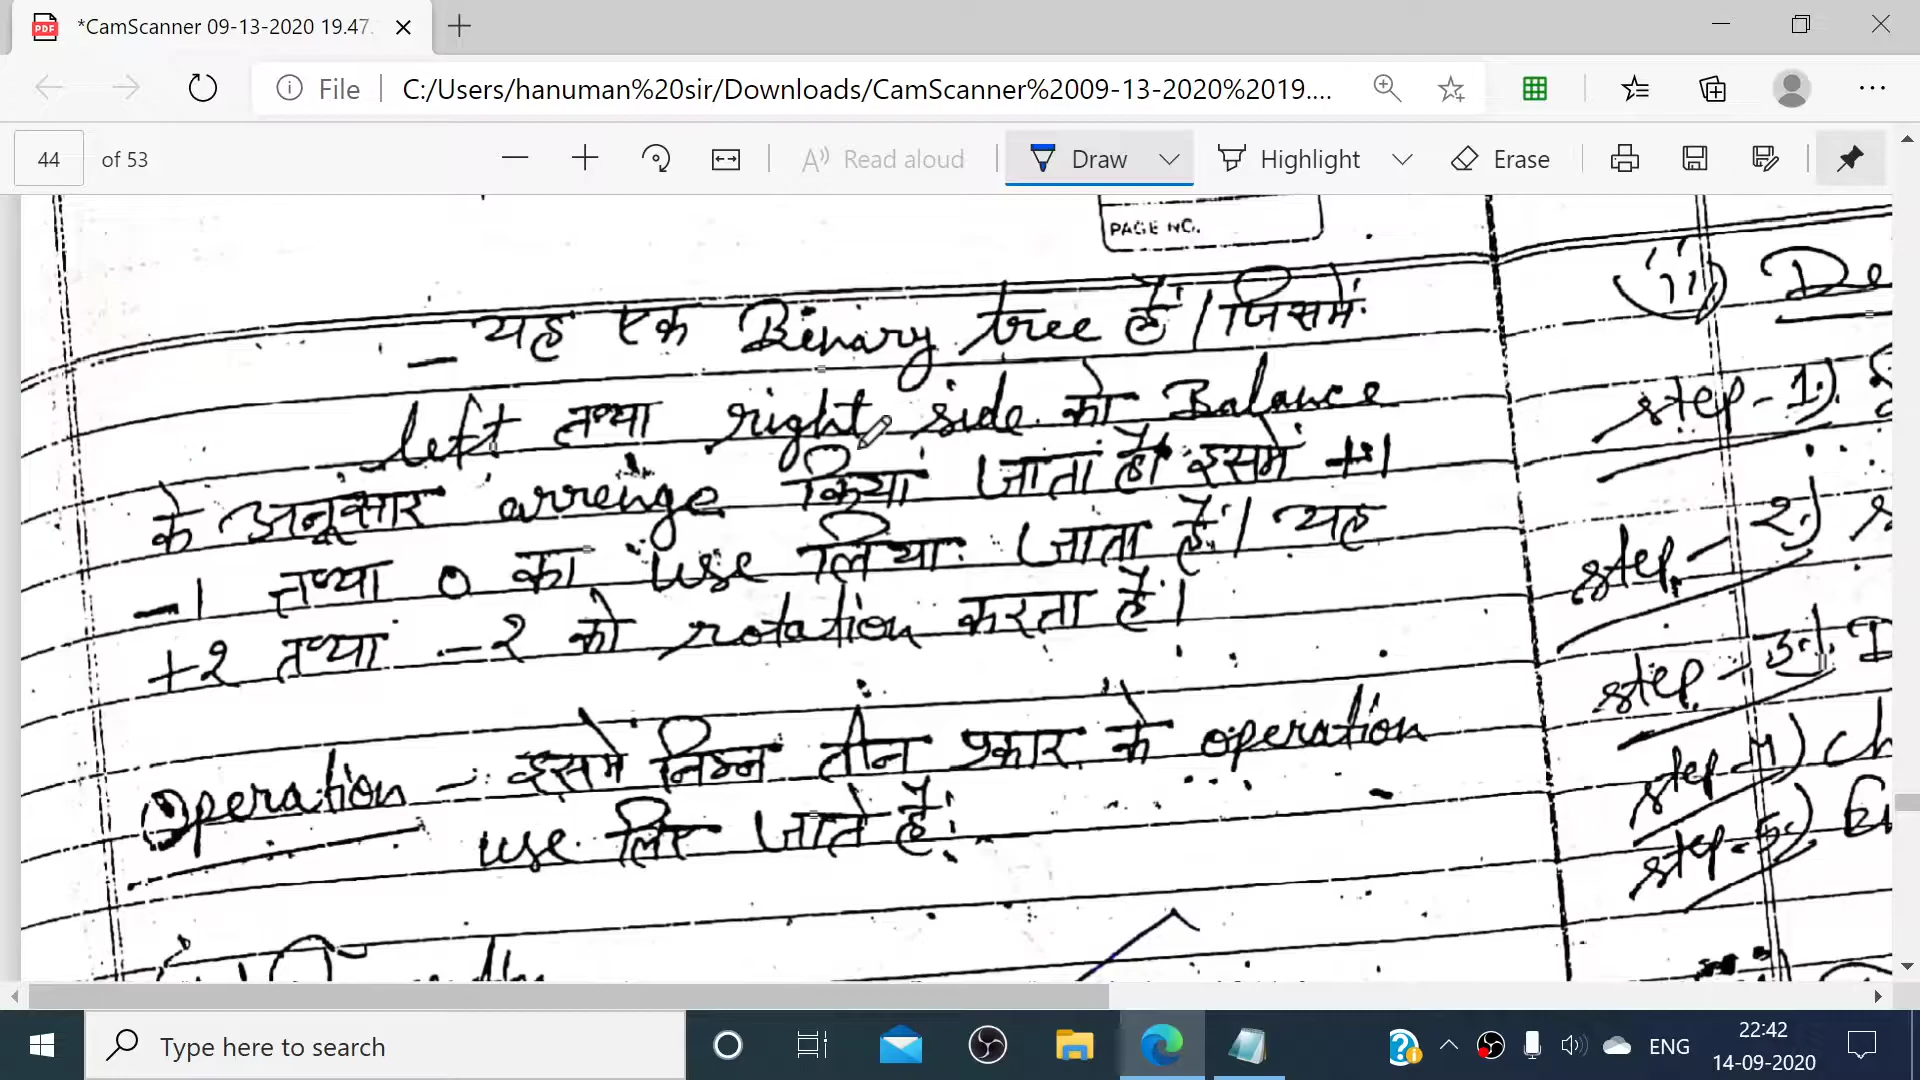 *CamScanner 09-13-2020 19.47.
File C:/Users/hanuman%20sir/Downloads/CamScanner%2009-13-2020%2019....
44 of 53 Read aloud Draw Highlight Erase
PAGE NO.
- यह एक Binary tree हैं। जिसमें
left तथा right side को Balance
के अनुसार arrenge किया जाता है। इसमें +1
-1 तथा 0 का use लिया जाता है। यह
+2 तथा -2 को rotation करता है।
Operation - इसमें निम्न तीन प्रकार के operation
use लिए जाते हैं।
(ii) De
step-1)
step-2)
step-3) D
step-4) Ch
step-5)
Type here to search
ENG
22:42
14-09-2020